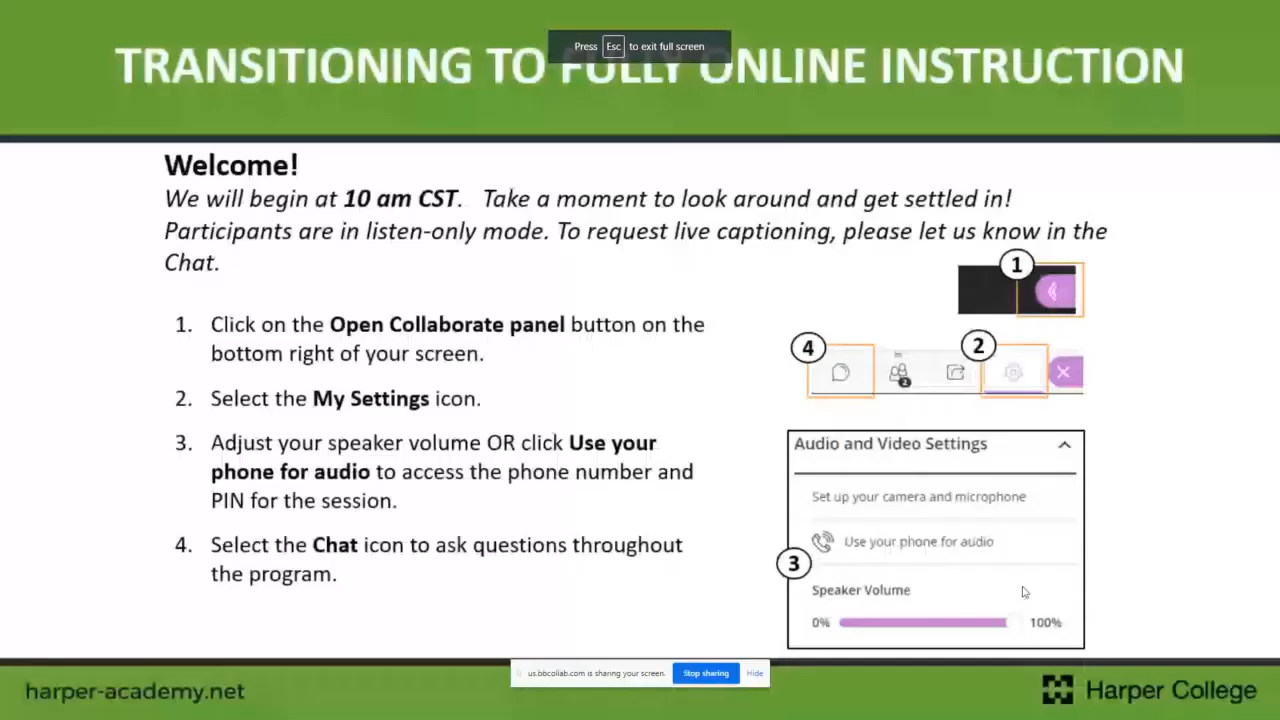 Press Esc to exit full screen
TRANSITIONING TO FULLY ONLINE INSTRUCTION
Welcome!
We will begin at 10 am CST. Take a moment to look around and get settled in!
Participants are in listen-only mode. To request live captioning, please let us know in the
Chat.
1. Click on the Open Collaborate panel button on the
bottom right of your screen.
2. Select the My Settings icon.
3. Adjust your speaker volume OR click Use your
phone for audio to access the phone number and
PIN for the session.
4. Select the Chat icon to ask questions throughout
the program.
1
4
2
2
Audio and Video Settings
Set up your camera and microphone
Use your phone for audio
3
Speaker Volume
0% 100%
us.bbcollab.com is sharing your screen. Stop sharing Hide
harper-academy.net
Harper College